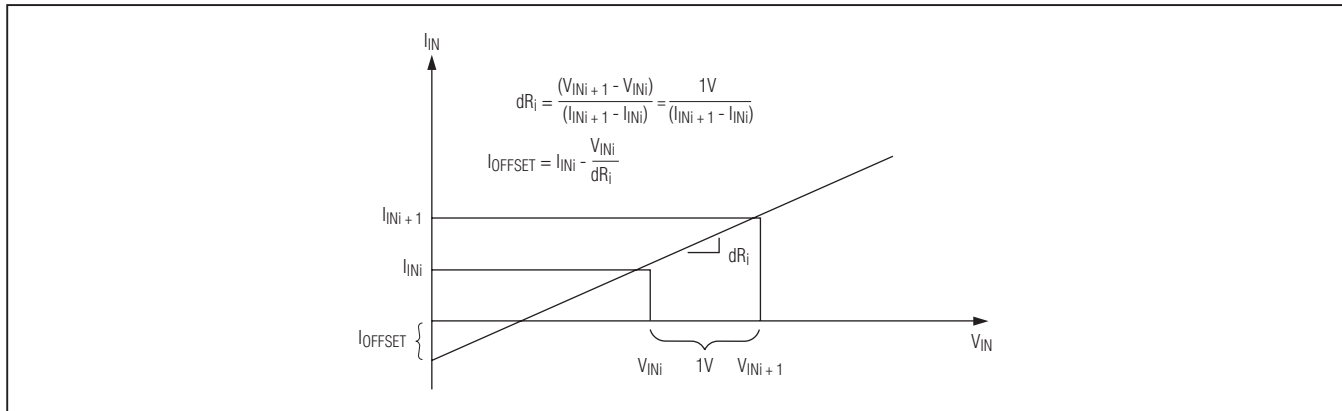 I_IN
dR_i = (V_INi + 1 - V_INi) / (I_INi + 1 - I_INi) = 1V / (I_INi + 1 - I_INi)
I_OFFSET = I_INi - V_INi / dR_i
I_INi + 1
dR_i
I_INi
I_OFFSET
V_IN
V_INi 1V V_INi + 1